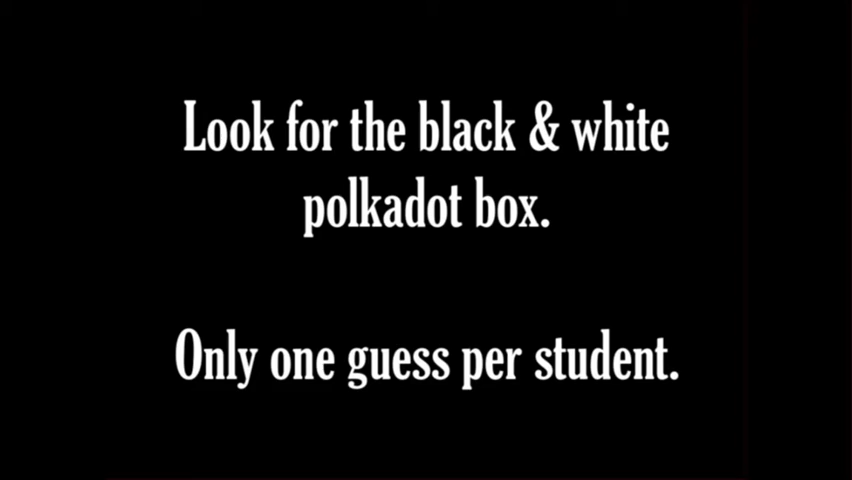 Look for the black & white
polkadot box.
Only one guess per student.